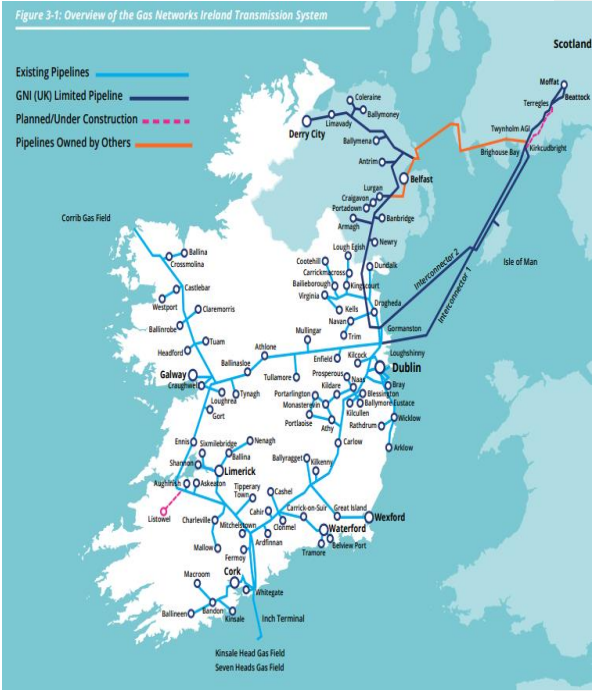 Figure 3-1: Overview of the Gas Networks Ireland Transmission System
Existing Pipelines
GNI (UK) Limited Pipeline
Planned/Under Construction
Pipelines Owned by Others
Scotland
Moffat
Beattock
Terregles
Twynholm AGI
Brighouse Bay
Kirkcudbright
Coleraine
Ballymoney
Limavady
Derry City
Ballymena
Antrim
Belfast
Lurgan
Craigavon
Portadown
Banbridge
Armagh
Newry
Isle of Man
Interconnector 2
Interconnector 1
Corrib Gas Field
Ballina
Crossmolina
Castlebar
Westport
Claremorris
Ballinrobe
Tuam
Headford
Lough Egish
Cootehill
Carrickmacross
Dundalk
Bailieborough
Kingscourt
Virginia
Drogheda
Kells
Navan
Gormanston
Trim
Mullingar
Athlone
Ballinasloe
Enfield
Kilcock
Loughshinny
Dublin
Galway
Craughwell
Tullamore
Prosperous
Naas
Bray
Loughrea
Tynagh
Portarlington
Kildare
Blessington
Gort
Monasterevin
Kilcullen
Ballymore Eustace
Portlaoise
Athy
Rathdrum
Wicklow
Arklow
Carlow
Ennis
Sixmilebridge
Nenagh
Ballina
Shannon
Limerick
Ballyragget
Kilkenny
Aughinish
Askeaton
Tipperary
Town
Cashel
Listowel
Charleville
Mitchelstown
Cahir
Clonmel
Carrick-on-Suir
Great Island
Wexford
Waterford
Ardfinnan
Belview Port
Tramore
Mallow
Fermoy
Macroom
Cork
Whitegate
Ballineen
Bandon
Kinsale
Inch Terminal
Kinsale Head Gas Field
Seven Heads Gas Field